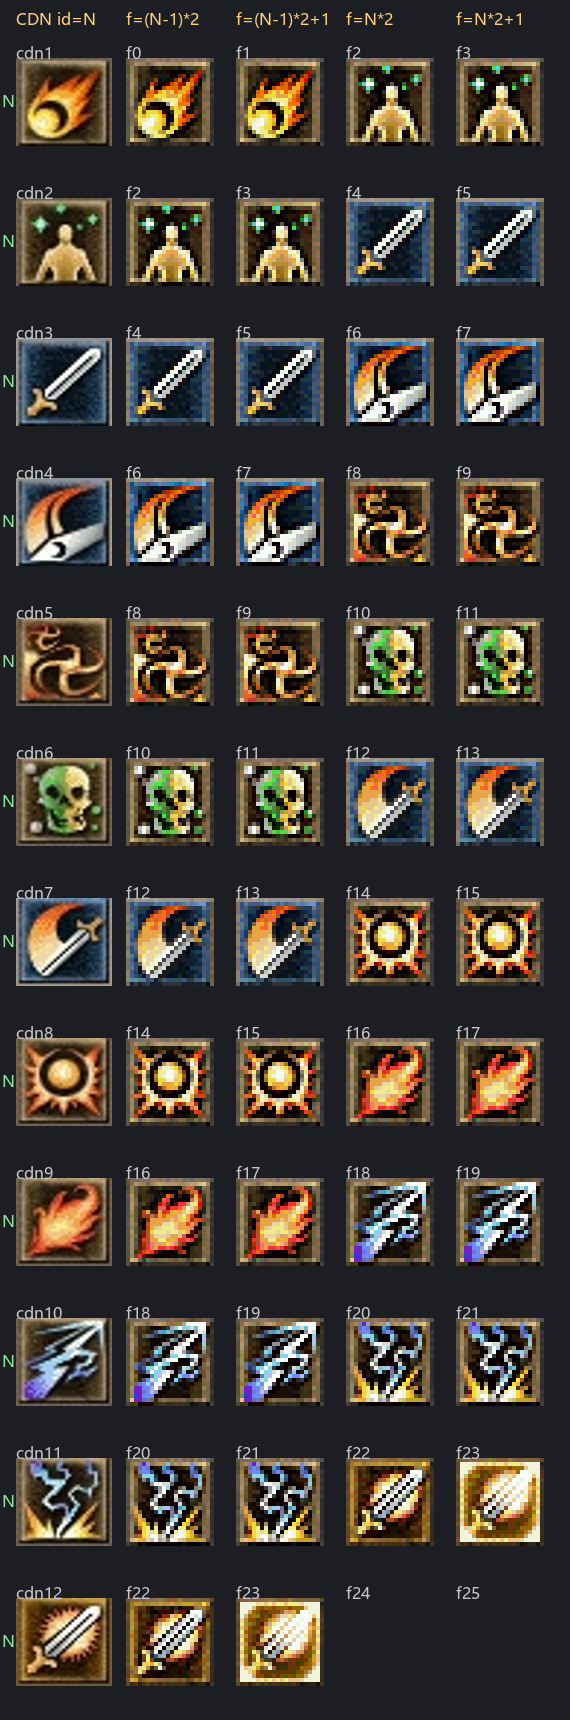 CDN id=N f=(N-1)*2 f=(N-1)*2+1 f=N*2 f=N*2+1
cdn1 f0 f1 f2 f3
N
cdn2 f2 f3 f4 f5
N
cdn3 f4 f5 f6 f7
N
cdn4 f6 f7 f8 f9
N
cdn5 f8 f9 f10 f11
N
cdn6 f10 f11 f12 f13
N
cdn7 f12 f13 f14 f15
N
cdn8 f14 f15 f16 f17
N
cdn9 f16 f17 f18 f19
N
cdn10 f18 f19 f20 f21
N
cdn11 f20 f21 f22 f23
N
cdn12 f22 f23 f24 f25
N